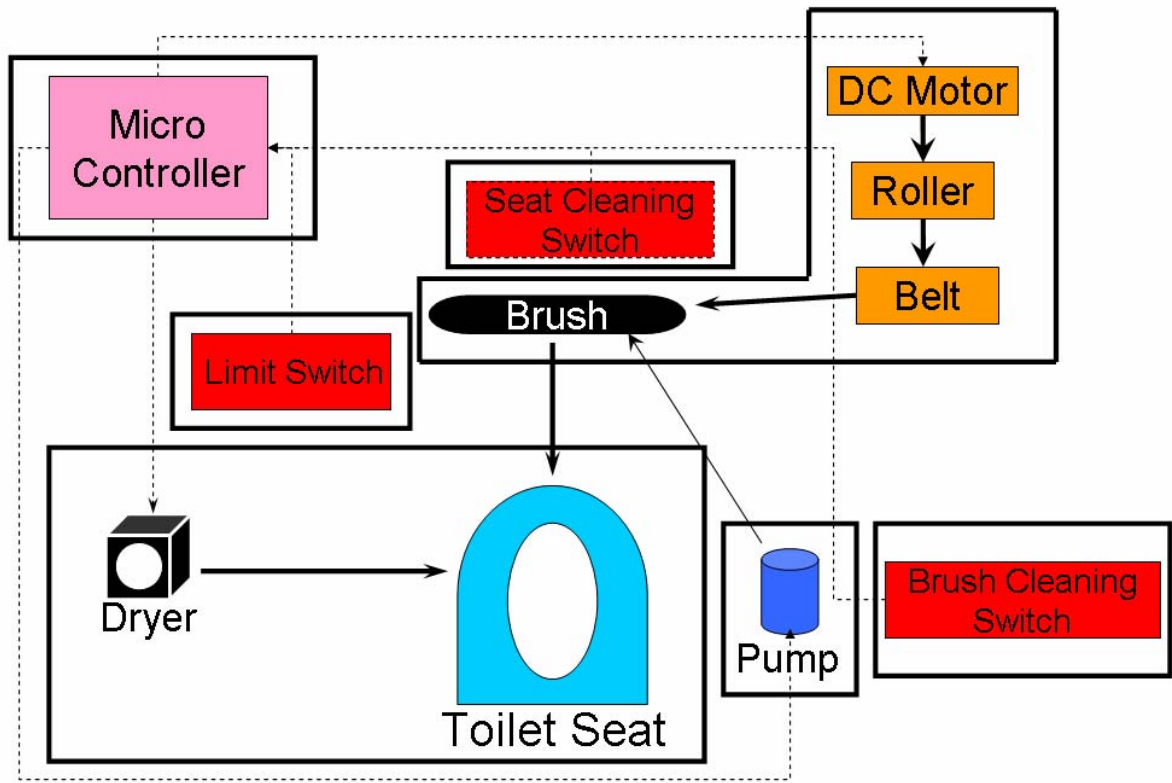 DC Motor
Micro
Controller
Roller
Seat Cleaning
Switch
Belt
Brush
Limit Switch
Dryer
Toilet Seat
Pump
Brush Cleaning
Switch